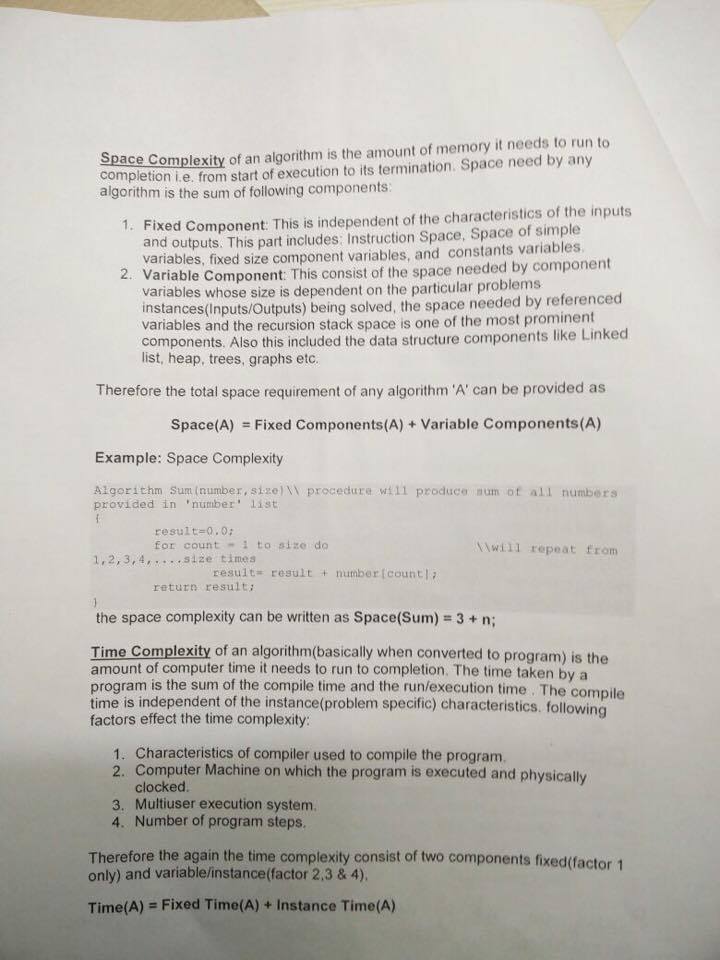 Space Complexity of an algorithm is the amount of memory it needs to run to
completion i.e. from start of execution to its termination. Space need by any
algorithm is the sum of following components:
1. Fixed Component: This is independent of the characteristics of the inputs
and outputs. This part includes: Instruction Space, Space of simple
variables, fixed size component variables, and constants variables.
2. Variable Component: This consist of the space needed by component
variables whose size is dependent on the particular problems
instances(Inputs/Outputs) being solved, the space needed by referenced
variables and the recursion stack space is one of the most prominent
components. Also this included the data structure components like Linked
list, heap, trees, graphs etc.
Therefore the total space requirement of any algorithm 'A' can be provided as
Space(A) = Fixed Components(A) + Variable Components(A)
Example: Space Complexity
Algorithm Sum(number,size)\\ procedure will produce sum of all numbers
provided in 'number' list
{
result=0.0;
for count = 1 to size do \\will repeat from
1,2,3,4,....size times
result= result + number[count];
return result;
}
the space complexity can be written as Space(Sum) = 3 + n;
Time Complexity of an algorithm(basically when converted to program) is the
amount of computer time it needs to run to completion. The time taken by a
program is the sum of the compile time and the run/execution time . The compile
time is independent of the instance(problem specific) characteristics. following
factors effect the time complexity:
1. Characteristics of compiler used to compile the program.
2. Computer Machine on which the program is executed and physically
clocked.
3. Multiuser execution system.
4. Number of program steps.
Therefore the again the time complexity consist of two components fixed(factor 1
only) and variable/instance(factor 2,3 & 4),
Time(A) = Fixed Time(A) + Instance Time(A)